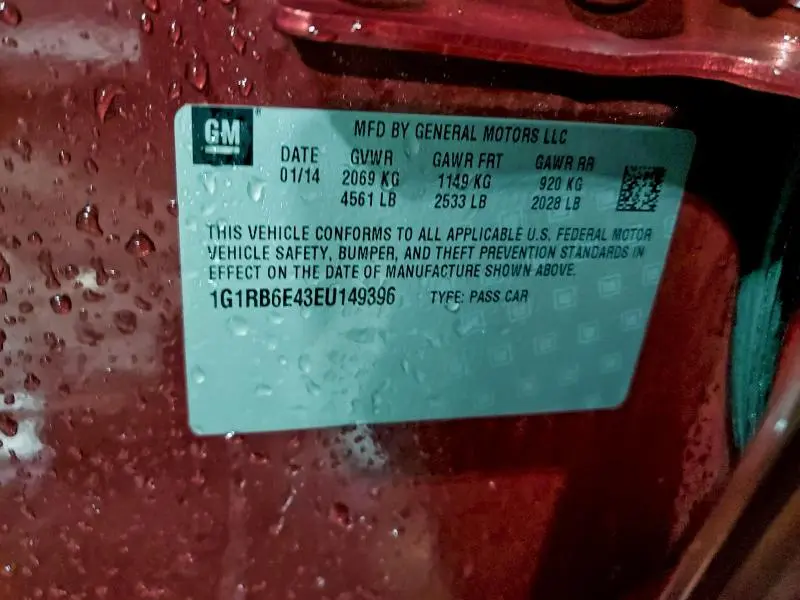 GM
MFD BY GENERAL MOTORS LLC
DATE GVWR GAWR FRT GAWR RR
01/14 2069 KG 1149 KG 920 KG
4561 LB 2533 LB 2028 LB
THIS VEHICLE CONFORMS TO ALL APPLICABLE U.S. FEDERAL MOTOR
VEHICLE SAFETY, BUMPER, AND THEFT PREVENTION STANDARDS IN
EFFECT ON THE DATE OF MANUFACTURE SHOWN ABOVE.
1G1RB6E43EU149396 TYPE: PASS CAR